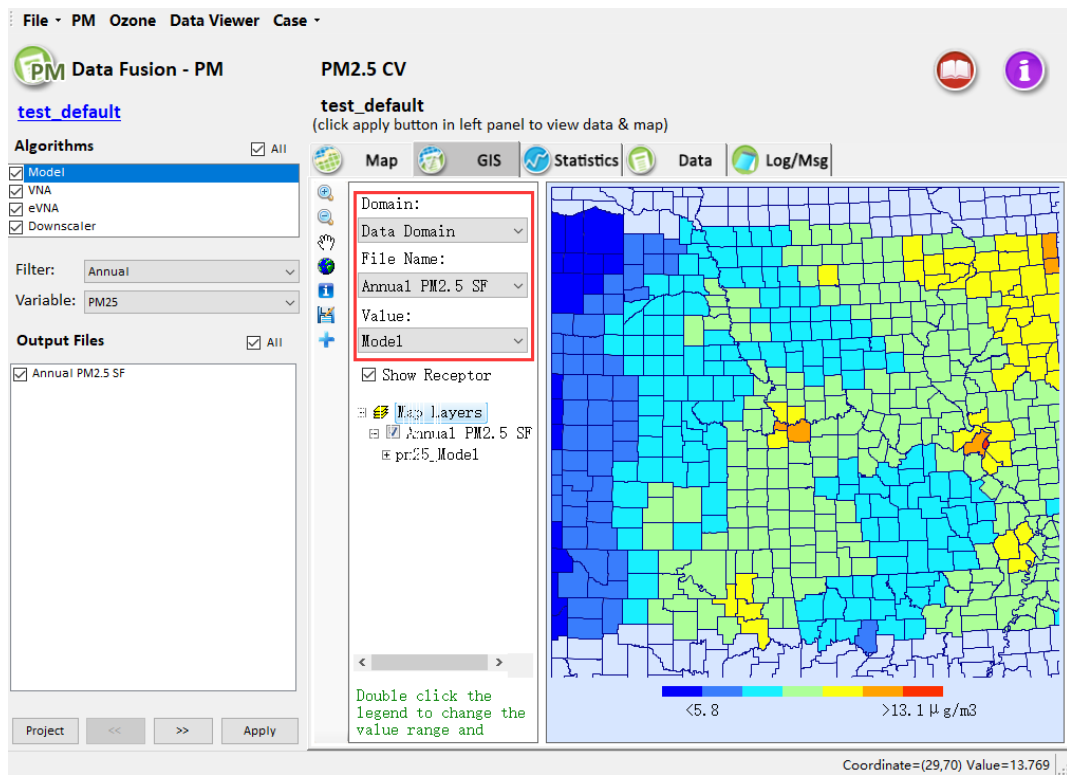 File PM Ozone Data Viewer Case
PM Data Fusion - PM
PM2.5 CV
test_default
test_default
(click apply button in left panel to view data & map)
Algorithms
All
Model
VNA
eVNA
Downscaler
Filter: Annual
Variable: PM25
Output Files
All
Annual PM2.5 SF
Project << >> Apply
Map GIS Statistics Data Log/Msg
Domain:
Data Domain
File Name:
Annual PM2.5 SF
Value:
Model
Show Receptor
Map Layers
Annual PM2.5 SF
pm25_Model
Double click the
legend to change the
value range and
<5.8 >13.1 μg/m3
Coordinate=(29,70) Value=13.769